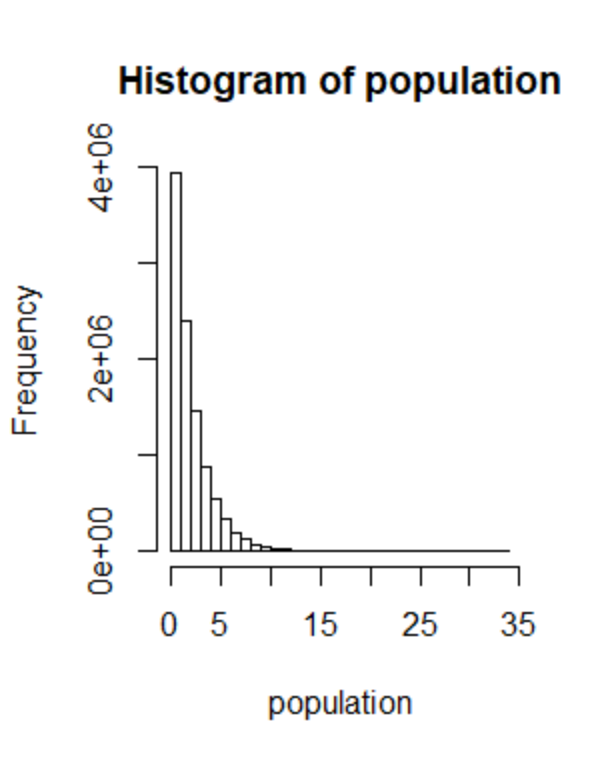 Histogram of population
4e+06
2e+06
0e+00
Frequency
0 5 15 25 35
population